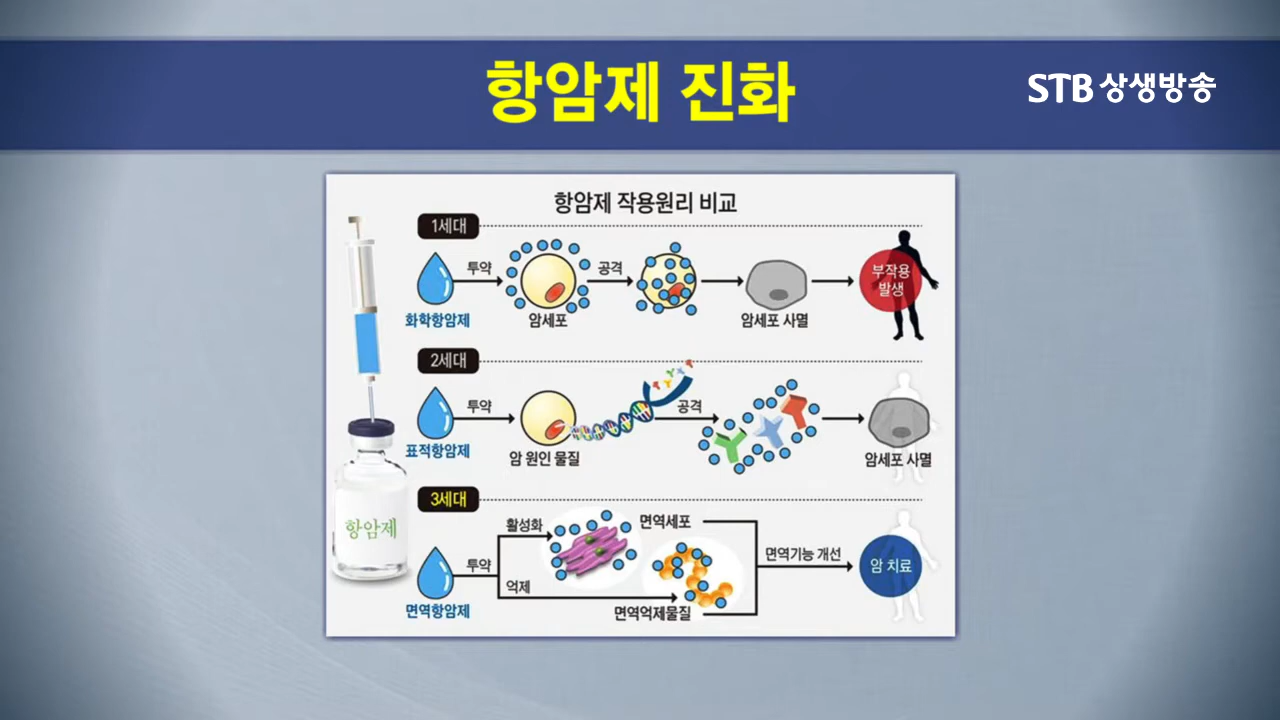 항암제 진화
STB 상생방송
항암제 작용원리 비교
1세대
투약
공격
부작용
발생
화학항암제
암세포
암세포 사멸
2세대
투약
공격
표적항암제
암 원인 물질
암세포 사멸
3세대
활성화
면역세포
항암제
투약
면역기능 개선
암 치료
억제
면역항암제
면역억제물질